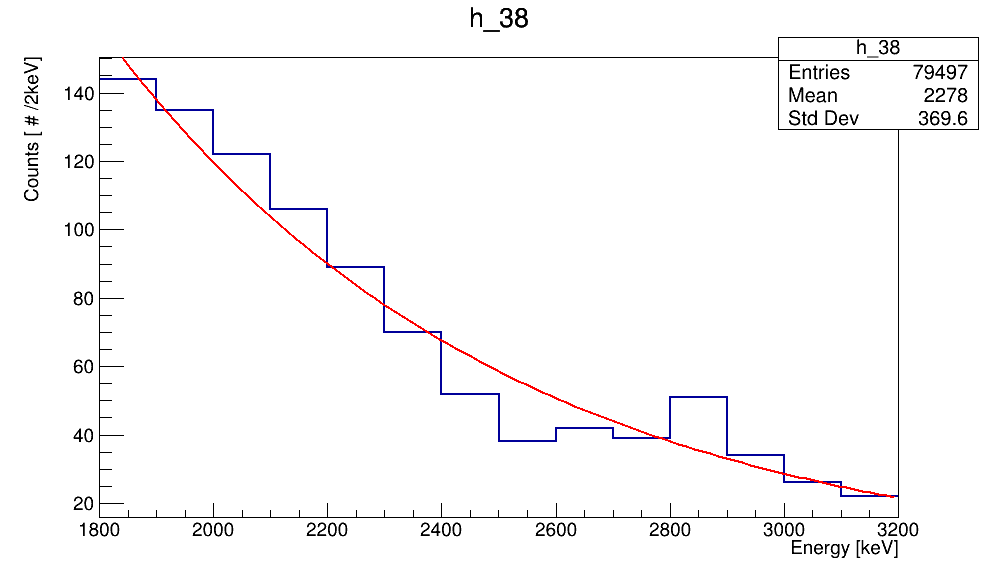 h_38
h_38
Entries 79497
Mean 2278
Std Dev 369.6
Counts [ # /2keV]
140
120
100
80
60
40
20
1800 2000 2200 2400 2600 2800 3000 3200
Energy [keV]